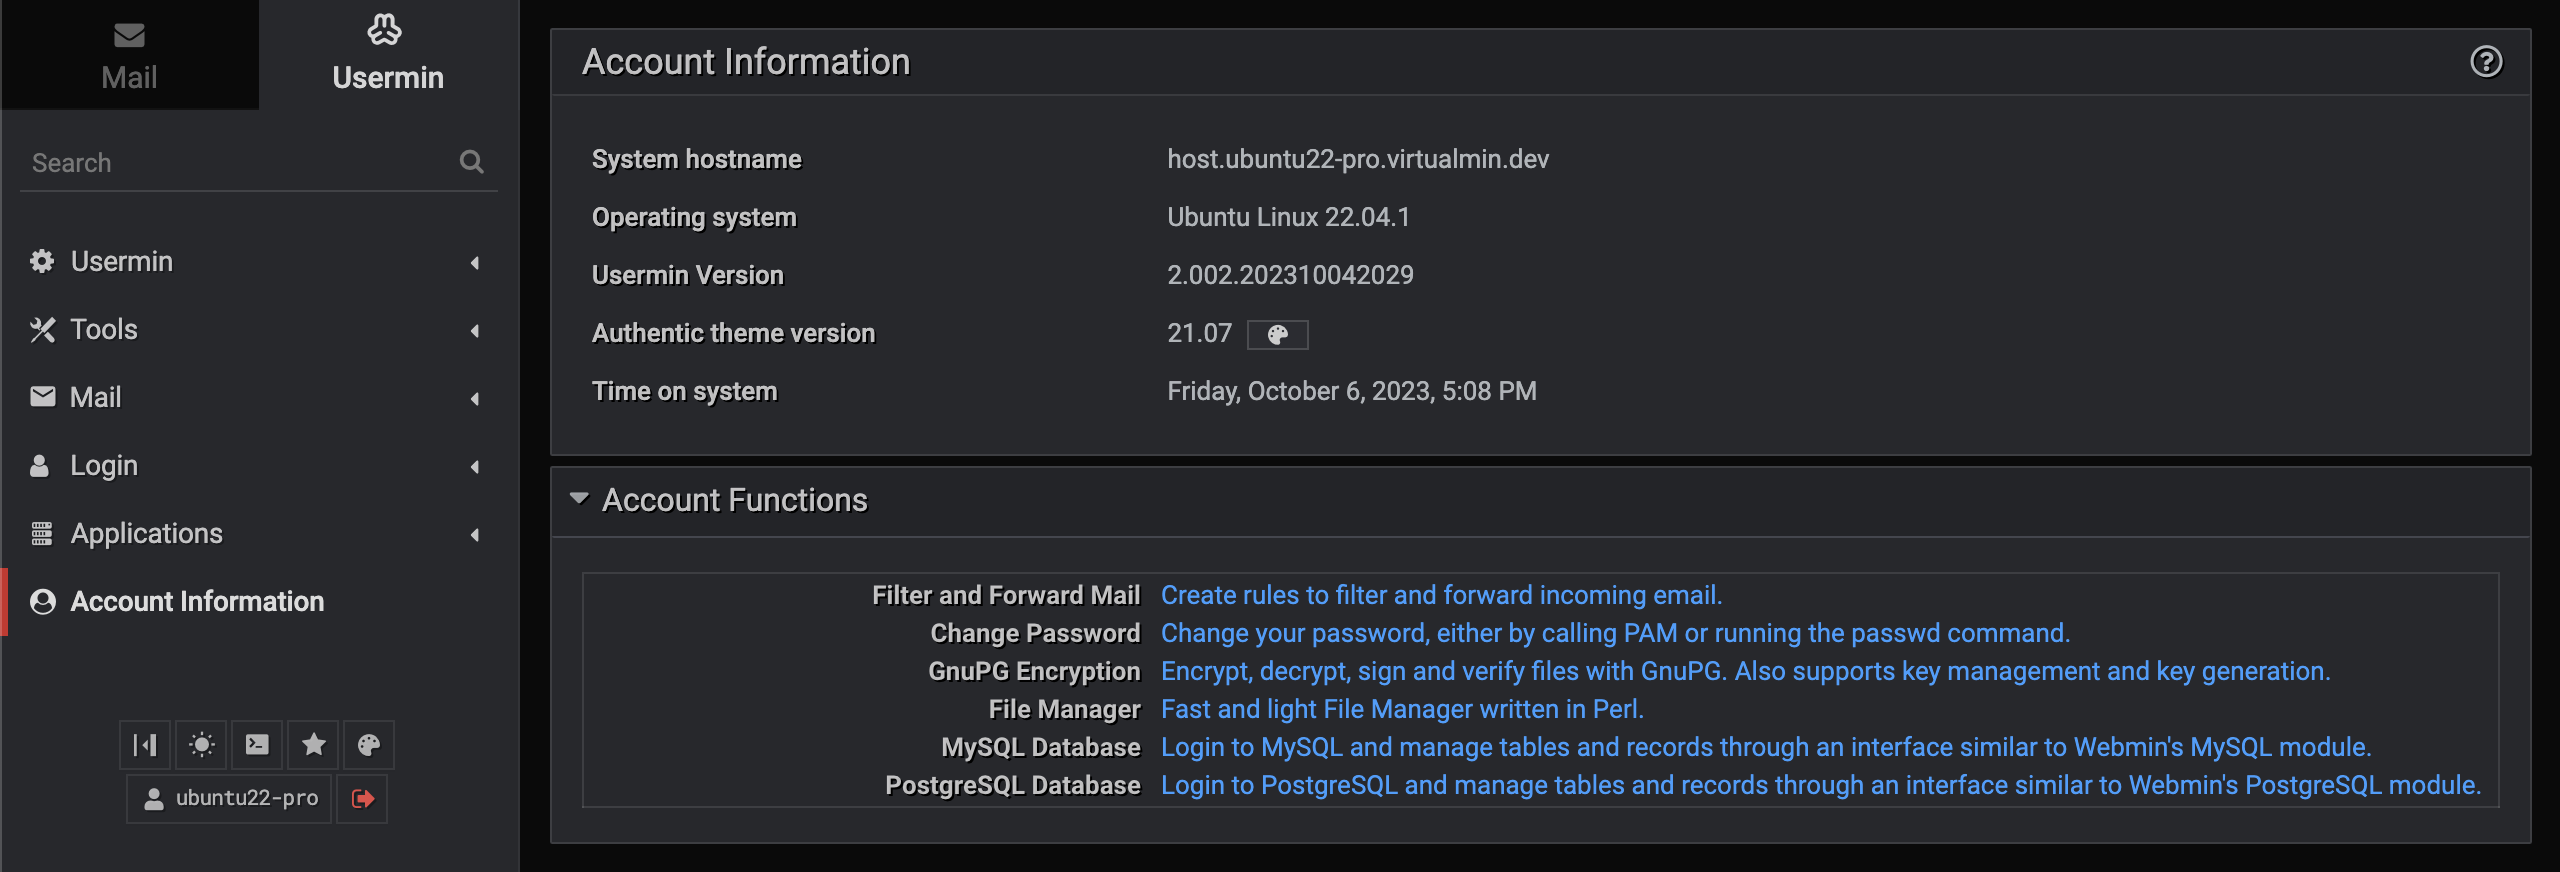 Mail
Usermin
Search
Usermin
Tools
Mail
Login
Applications
Account Information
ubuntu22-pro
Account Information
System hostname host.ubuntu22-pro.virtualmin.dev
Operating system Ubuntu Linux 22.04.1
Usermin Version 2.002.202310042029
Authentic theme version 21.07
Time on system Friday, October 6, 2023, 5:08 PM
Account Functions
Filter and Forward Mail Create rules to filter and forward incoming email.
Change Password Change your password, either by calling PAM or running the passwd command.
GnuPG Encryption Encrypt, decrypt, sign and verify files with GnuPG. Also supports key management and key generation.
File Manager Fast and light File Manager written in Perl.
MySQL Database Login to MySQL and manage tables and records through an interface similar to Webmin's MySQL module.
PostgreSQL Database Login to PostgreSQL and manage tables and records through an interface similar to Webmin's PostgreSQL module.